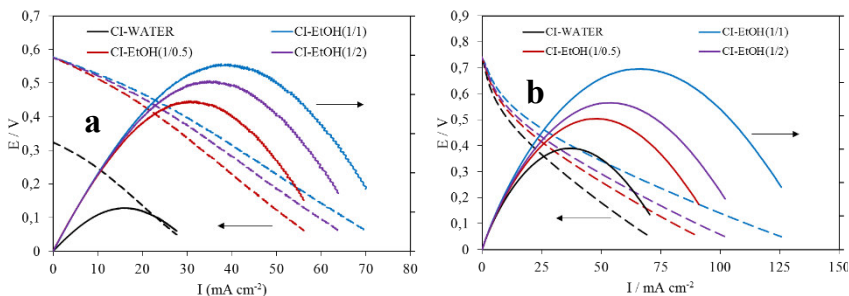 CI-WATER CI-EtOH(1/1)
CI-EtOH(1/0.5) CI-EtOH(1/2)
0,7
0,6
0,5
0,4
0,3
0,2
0,1
0
E / V
a
0 10 20 30 40 50 60 70 80
I (mA cm-2)
b
CI-WATER CI-EtOH(1/1)
CI-EtOH(1/0.5) CI-EtOH(1/2)
0,9
0,8
0,7
0,6
0,5
0,4
0,3
0,2
0,1
0
E / V
0 25 50 75 100 125 150
I / mA cm-2